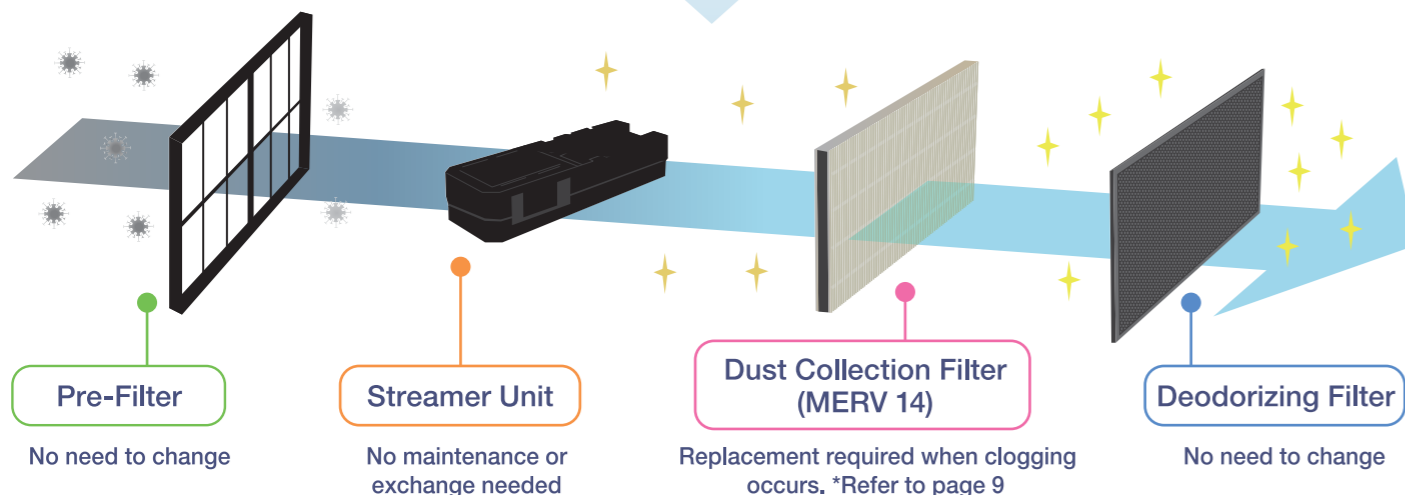 Pre-Filter
No need to change
Streamer Unit
No maintenance or
exchange needed
Dust Collection Filter
(MERV 14)
Replacement required when clogging
occurs. *Refer to page 9
Deodorizing Filter
No need to change